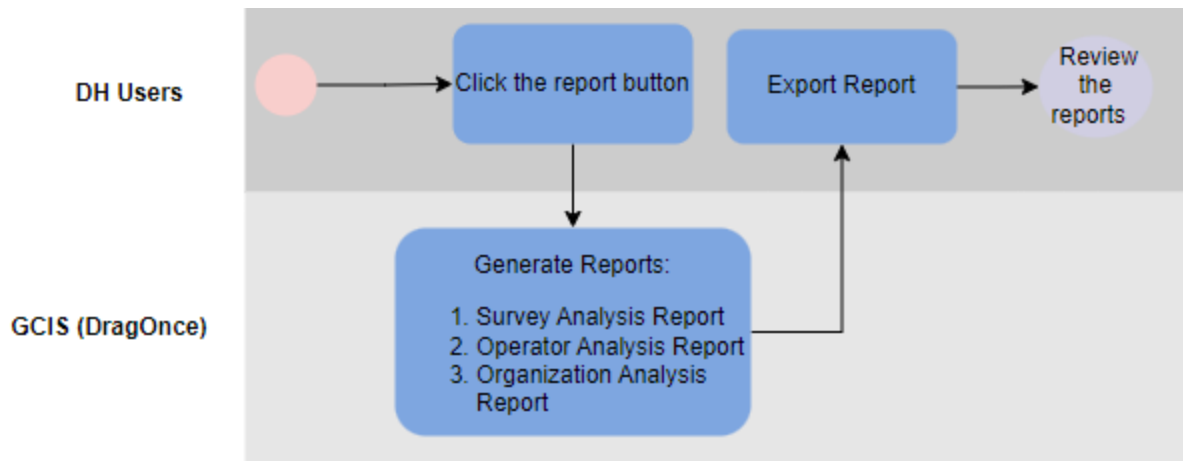 DH Users
Click the report button
Export Report
Review
the
reports
GCIS (DragOnce)
Generate Reports:
1. Survey Analysis Report
2. Operator Analysis Report
3. Organization Analysis
Report